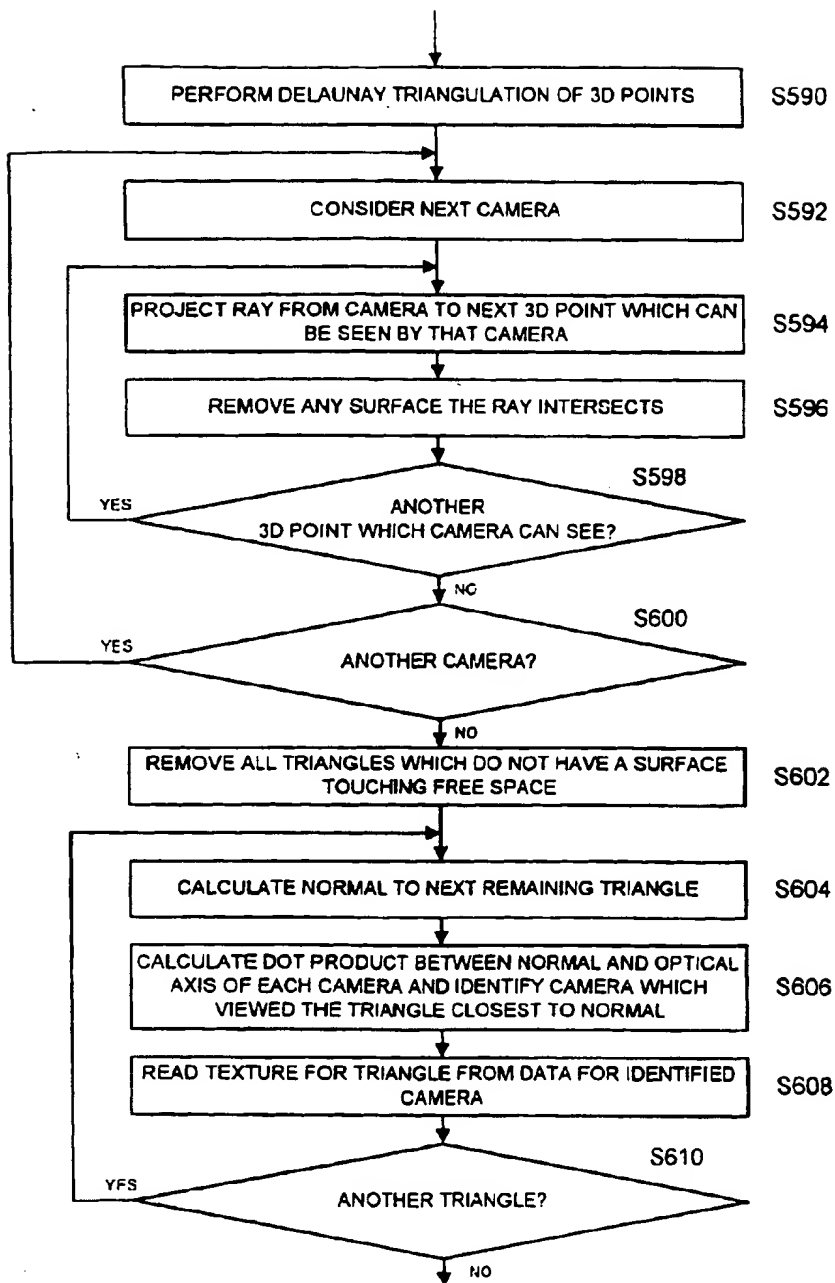 PERFORM DELAUNAY TRIANGULATION OF 3D POINTS
S590
CONSIDER NEXT CAMERA
S592
PROJECT RAY FROM CAMERA TO NEXT 3D POINT WHICH CAN
BE SEEN BY THAT CAMERA
S594
REMOVE ANY SURFACE THE RAY INTERSECTS
S596
S598
YES
ANOTHER
3D POINT WHICH CAMERA CAN SEE?
NO
S600
YES
ANOTHER CAMERA?
NO
REMOVE ALL TRIANGLES WHICH DO NOT HAVE A SURFACE
TOUCHING FREE SPACE
S602
CALCULATE NORMAL TO NEXT REMAINING TRIANGLE
S604
CALCULATE DOT PRODUCT BETWEEN NORMAL AND OPTICAL
AXIS OF EACH CAMERA AND IDENTIFY CAMERA WHICH
VIEWED THE TRIANGLE CLOSEST TO NORMAL
S606
READ TEXTURE FOR TRIANGLE FROM DATA FOR IDENTIFIED
CAMERA
S608
S610
YES
ANOTHER TRIANGLE?
NO